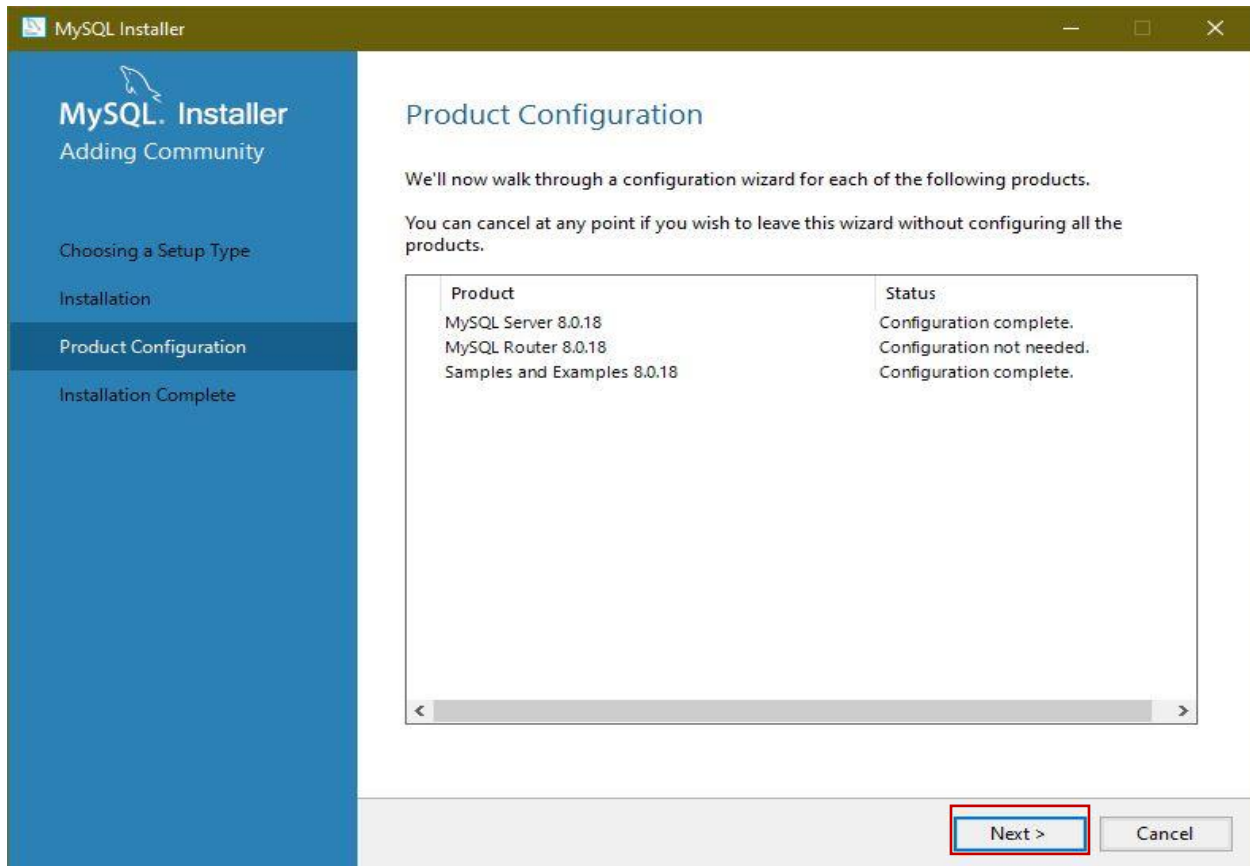 MySQL Installer
MySQL. Installer
Adding Community
Choosing a Setup Type
Installation
Product Configuration
Installation Complete
Product Configuration
We'll now walk through a configuration wizard for each of the following products.
You can cancel at any point if you wish to leave this wizard without configuring all the
products.
Product Status
MySQL Server 8.0.18 Configuration complete.
MySQL Router 8.0.18 Configuration not needed.
Samples and Examples 8.0.18 Configuration complete.
Next > Cancel